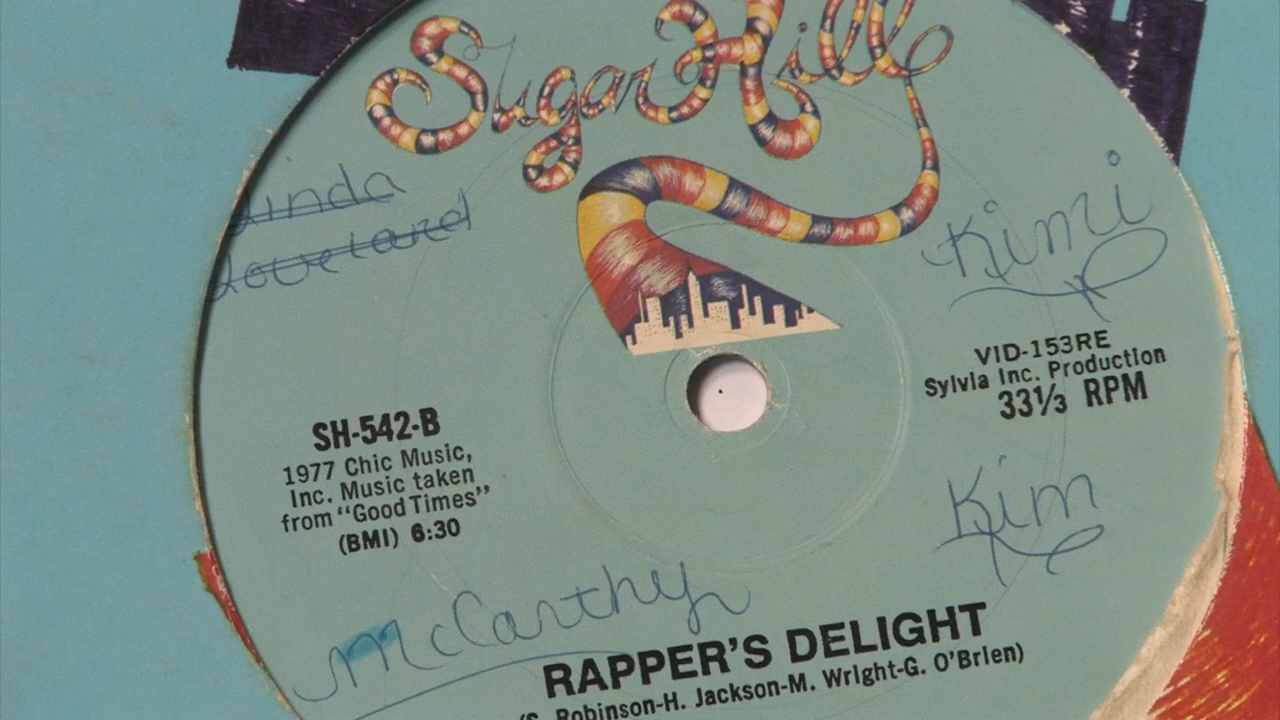 Sugar Hill
Linda
Loveland
Kimi
VID-153RE
Sylvia Inc. Production
33⅓ RPM
SH-542-B
1977 Chic Music,
Inc. Music taken
from "Good Times"
(BMI) 6:30
Kim
McCarthy
RAPPER'S DELIGHT
(S. Robinson-H. Jackson-M. Wright-G. O'Brien)